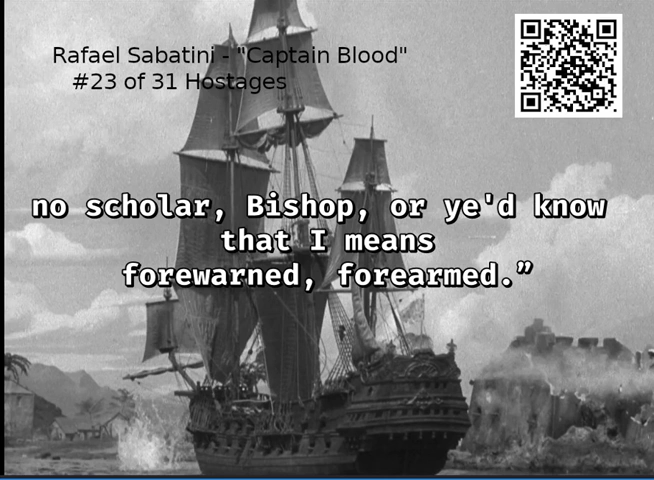 Rafael Sabatini - "Captain Blood"
#23 of 31 Hostages
no scholar, Bishop, or ye'd know
that I means
forewarned, forearmed.”